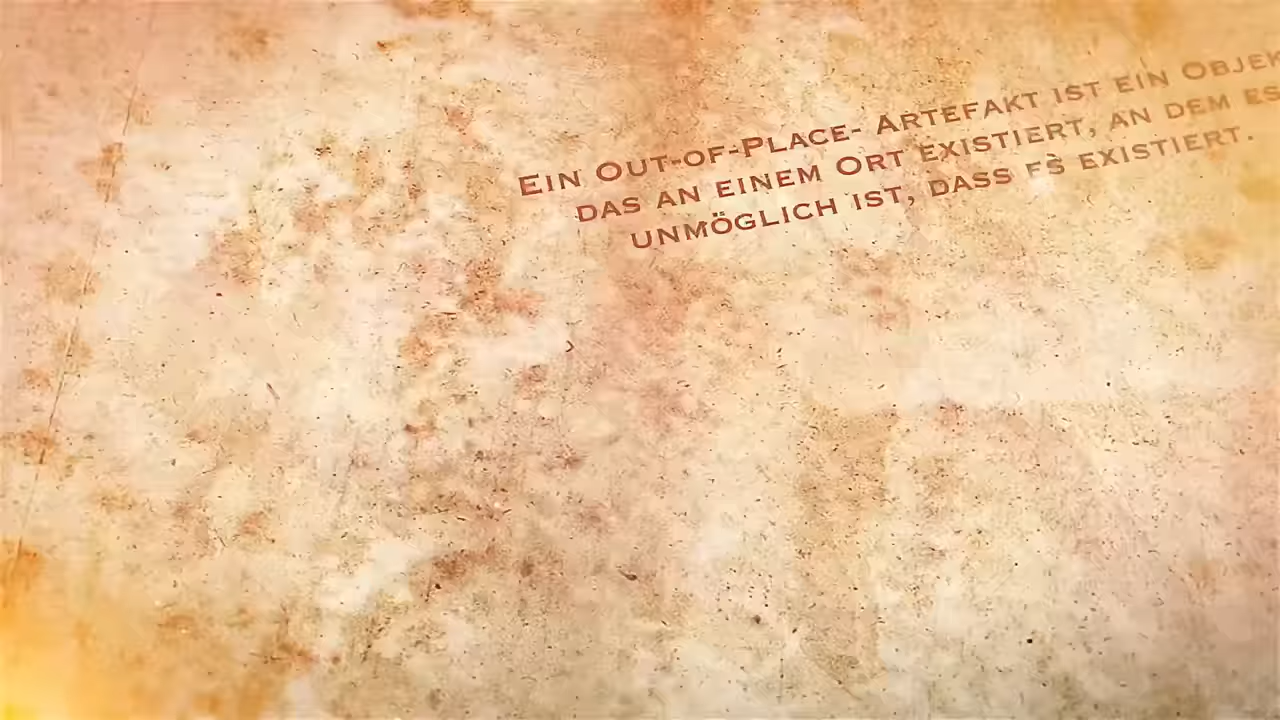 Ein Out-of-Place- Artefakt ist ein Objek
das an einem Ort existiert, an dem es
unmöglich ist, dass es existiert.